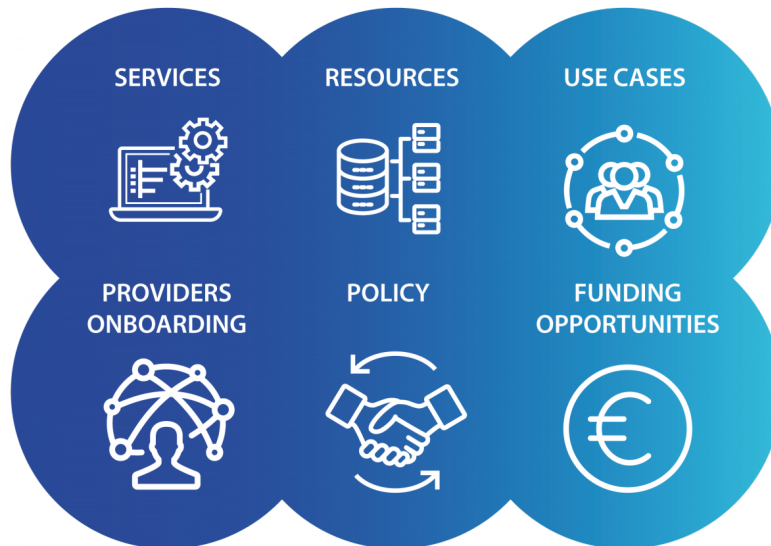 SERVICES
RESOURCES
USE CASES
PROVIDERS
ONBOARDING
POLICY
FUNDING
OPPORTUNITIES